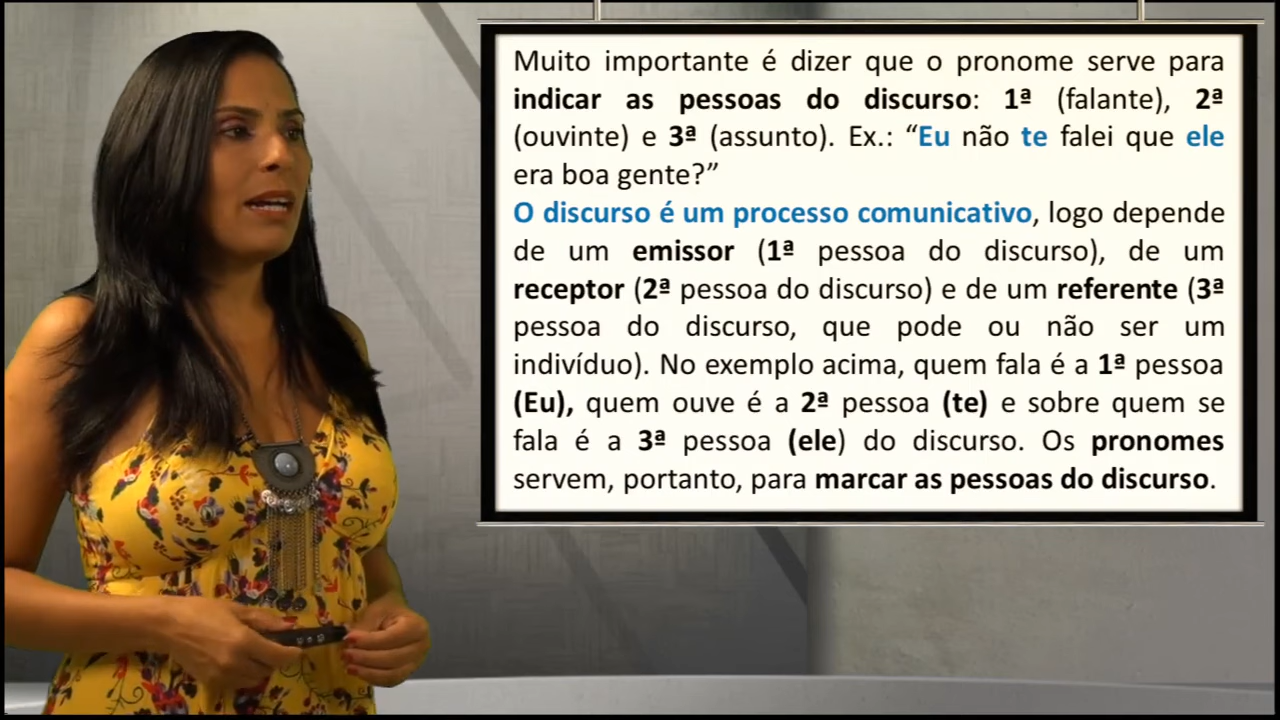 Muito importante é dizer que o pronome serve para
indicar as pessoas do discurso: 1ª (falante), 2ª
(ouvinte) e 3ª (assunto). Ex.: “Eu não te falei que ele
era boa gente?”
O discurso é um processo comunicativo, logo depende
de um emissor (1ª pessoa do discurso), de um
receptor (2ª pessoa do discurso) e de um referente (3ª
pessoa do discurso, que pode ou não ser um
indivíduo). No exemplo acima, quem fala é a 1ª pessoa
(Eu), quem ouve é a 2ª pessoa (te) e sobre quem se
fala é a 3ª pessoa (ele) do discurso. Os pronomes
servem, portanto, para marcar as pessoas do discurso.